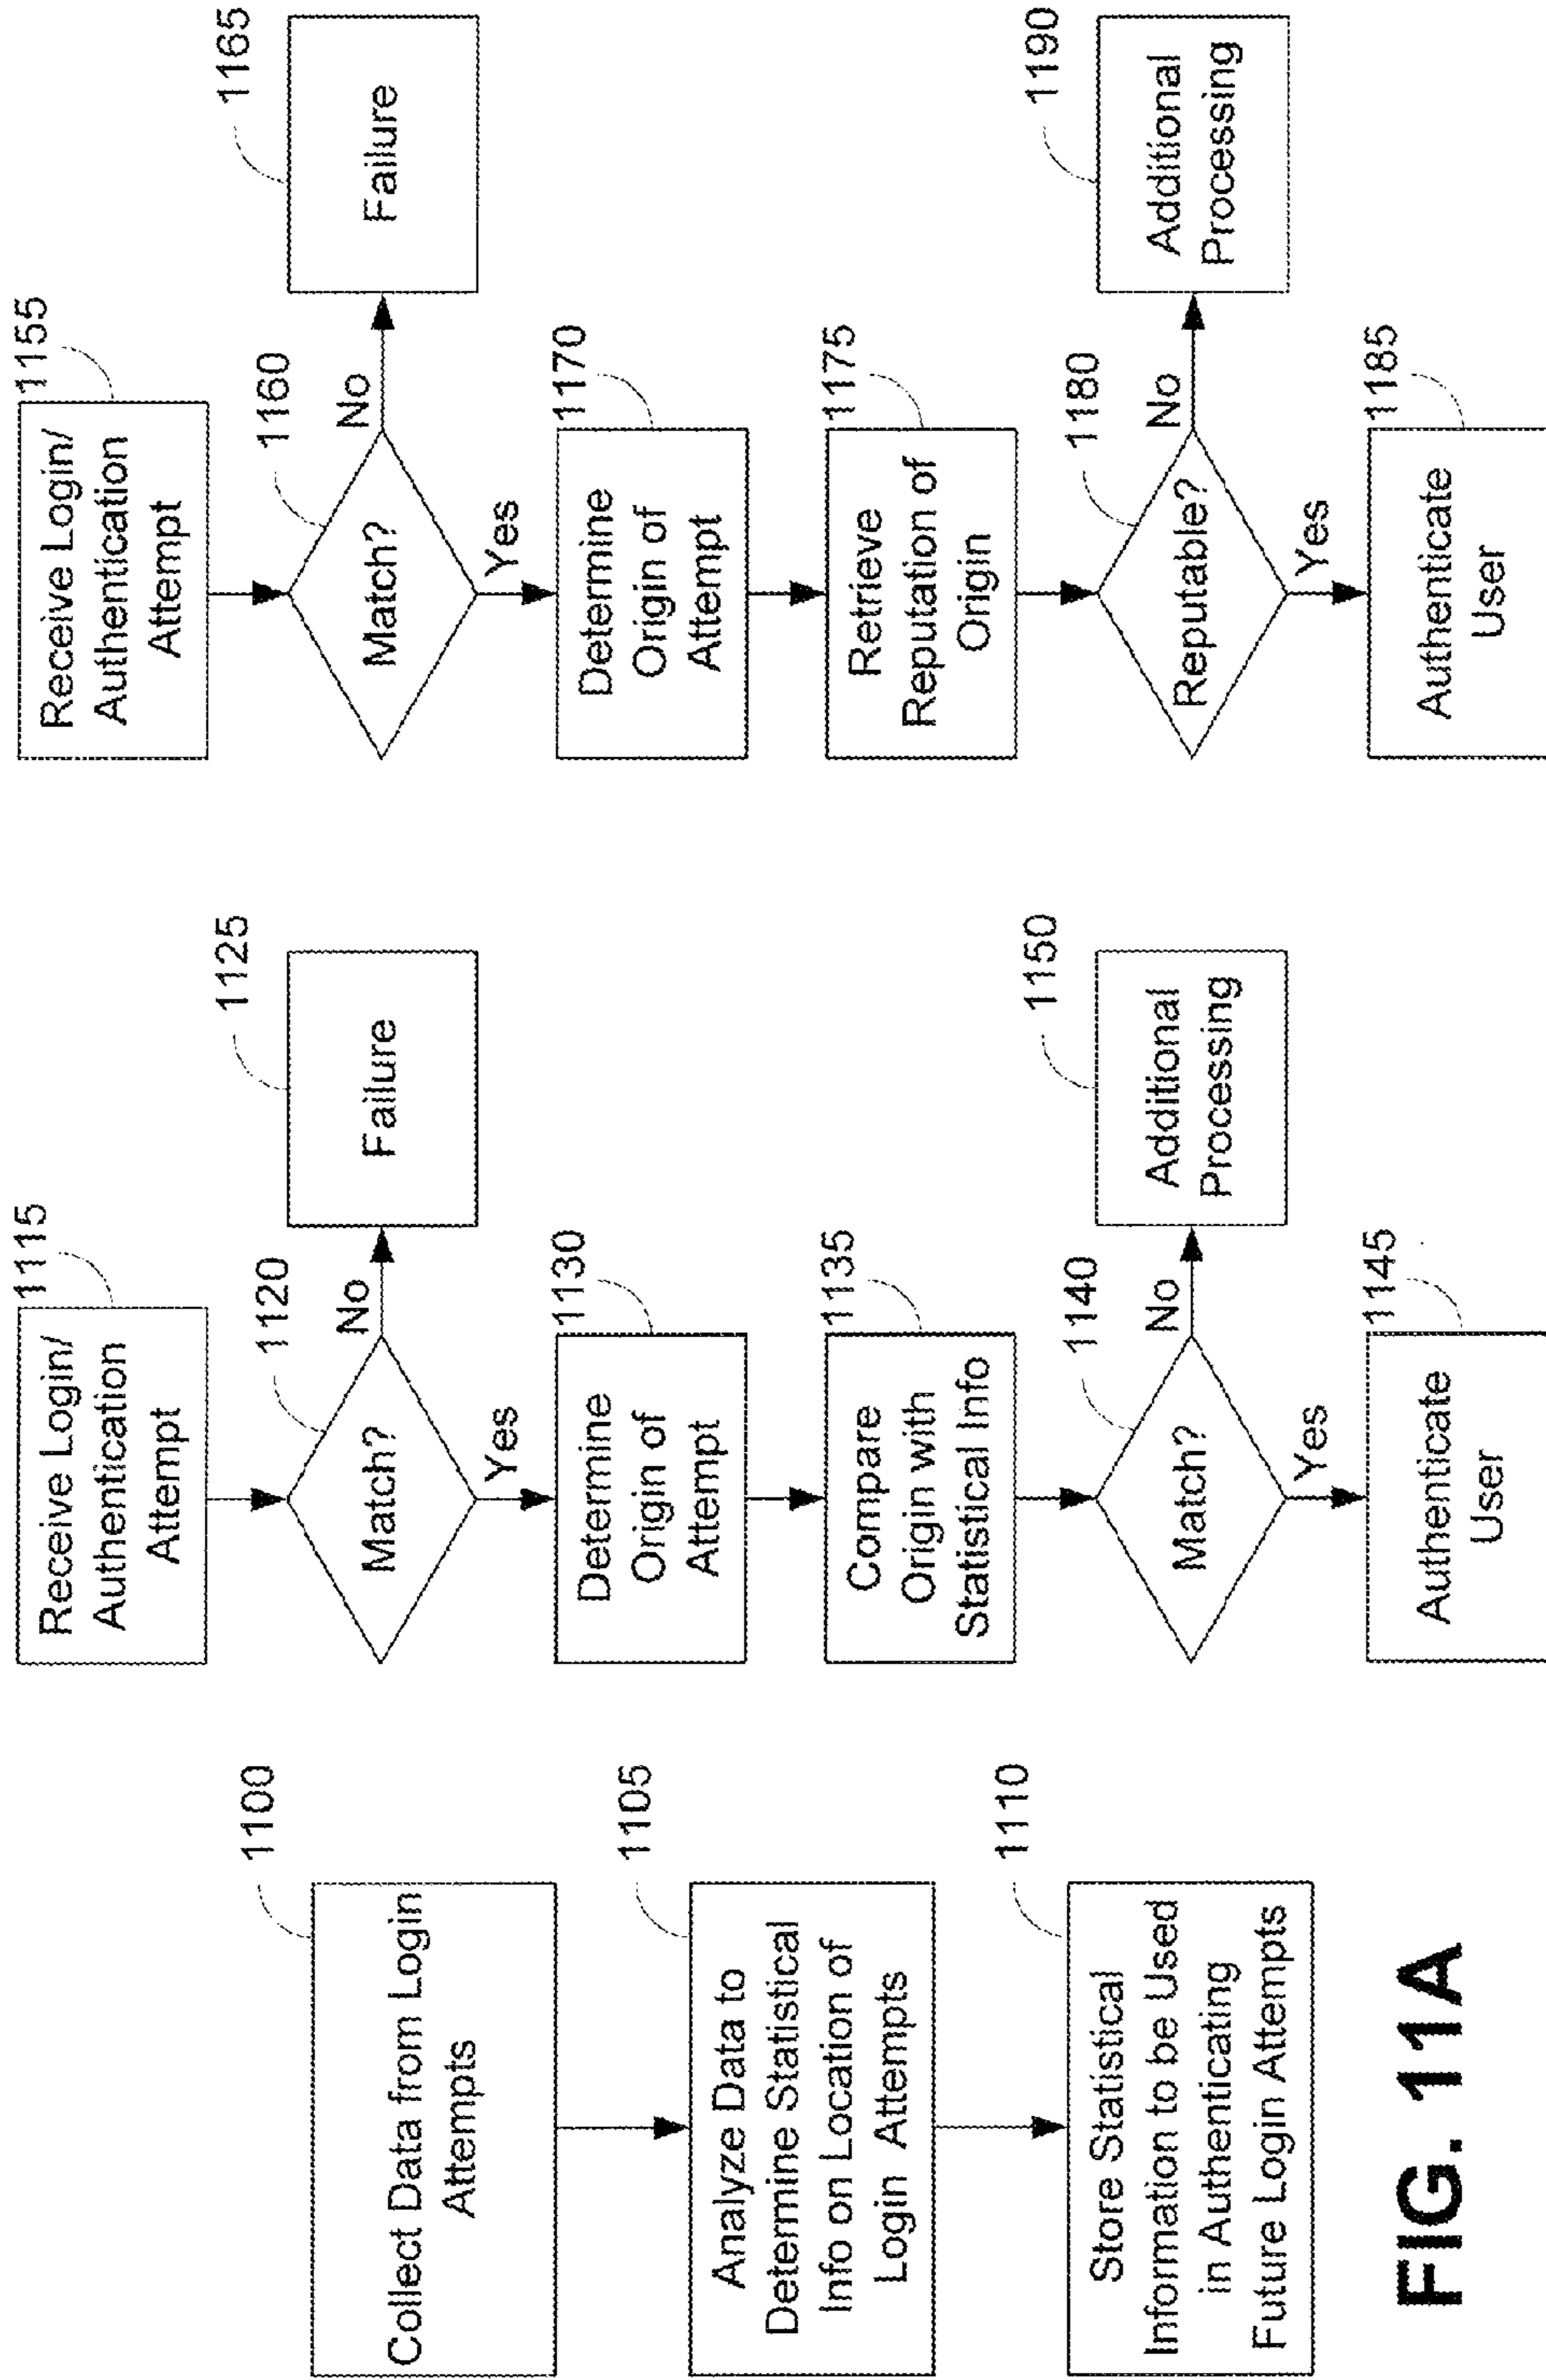 1100
Collect Data from Login
Attempts
1105
Analyze Data to
Determine Statistical
Info on Location of
Login Attempts
1110
Store Statistical
Information to be Used
in Authenticating
Future Login Attempts
FIG. 11A
1115
Receive Login/
Authentication
Attempt
1120
Match?
No
1125
Failure
Yes
1130
Determine
Origin of
Attempt
1135
Compare
Origin with
Statistical Info
1140
Match?
No
1150
Additional
Processing
Yes
1145
Authenticate
User
1155
Receive Login/
Authentication
Attempt
1160
Match?
No
1165
Failure
Yes
1170
Determine
Origin of
Attempt
1175
Retrieve
Reputation of
Origin
1180
Reputable?
No
1190
Additional
Processing
Yes
1185
Authenticate
User